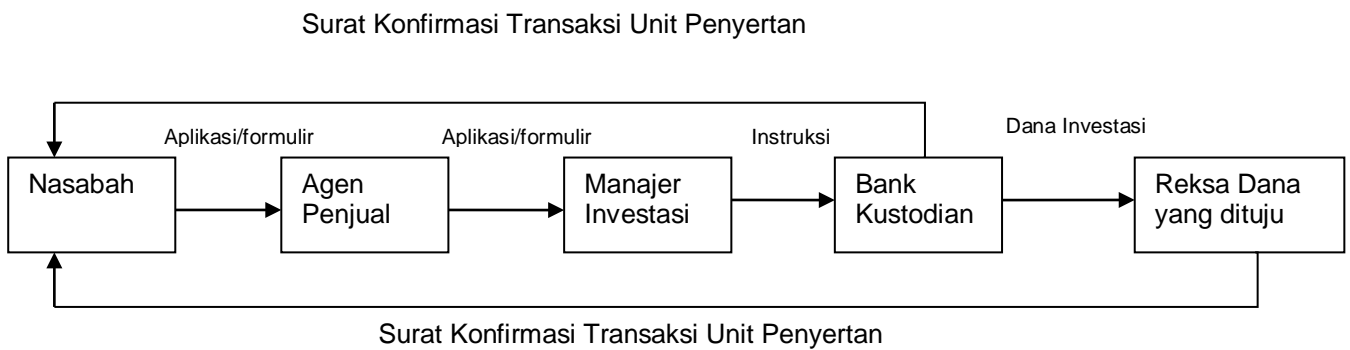 Surat Konfirmasi Transaksi Unit Penyertan
Aplikasi/formulir
Aplikasi/formulir
Instruksi
Dana Investasi
Nasabah
Agen
Penjual
Manajer
Investasi
Bank
Kustodian
Reksa Dana
yang dituju
Surat Konfirmasi Transaksi Unit Penyertan